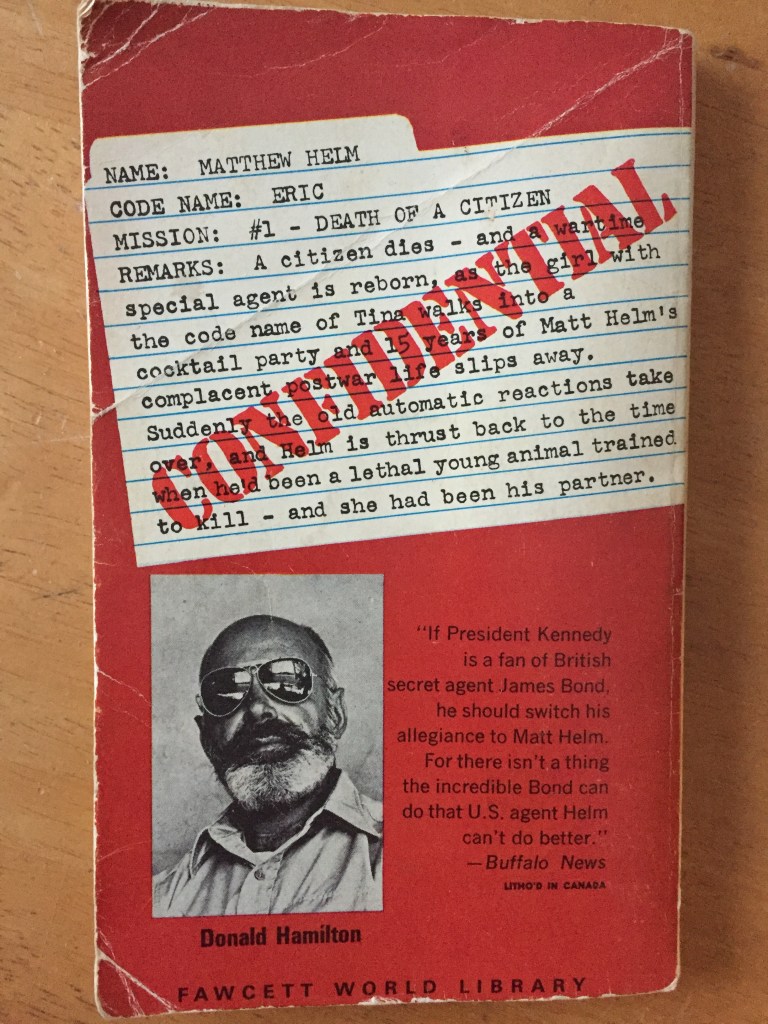 NAME: MATTHEW HELM
CODE NAME: ERIC
MISSION: #1 - DEATH OF A CITIZEN
REMARKS: A citizen dies - and a wartime
special agent is reborn, as the girl with
the code name of Tina walks into a
cocktail party and 15 years of Matt Helm's
complacent postwar life slips away.
Suddenly the old automatic reactions take
over, and Helm is thrust back to the time
when he'd been a lethal young animal trained
to kill - and she had been his partner.
CONFIDENTIAL
"If President Kennedy
is a fan of British
secret agent James Bond,
he should switch his
allegiance to Matt Helm.
For there isn't a thing
the incredible Bond can
do that U.S. agent Helm
can't do better."
—Buffalo News
LITHO'D IN CANADA
Donald Hamilton
FAWCETT WORLD LIBRARY